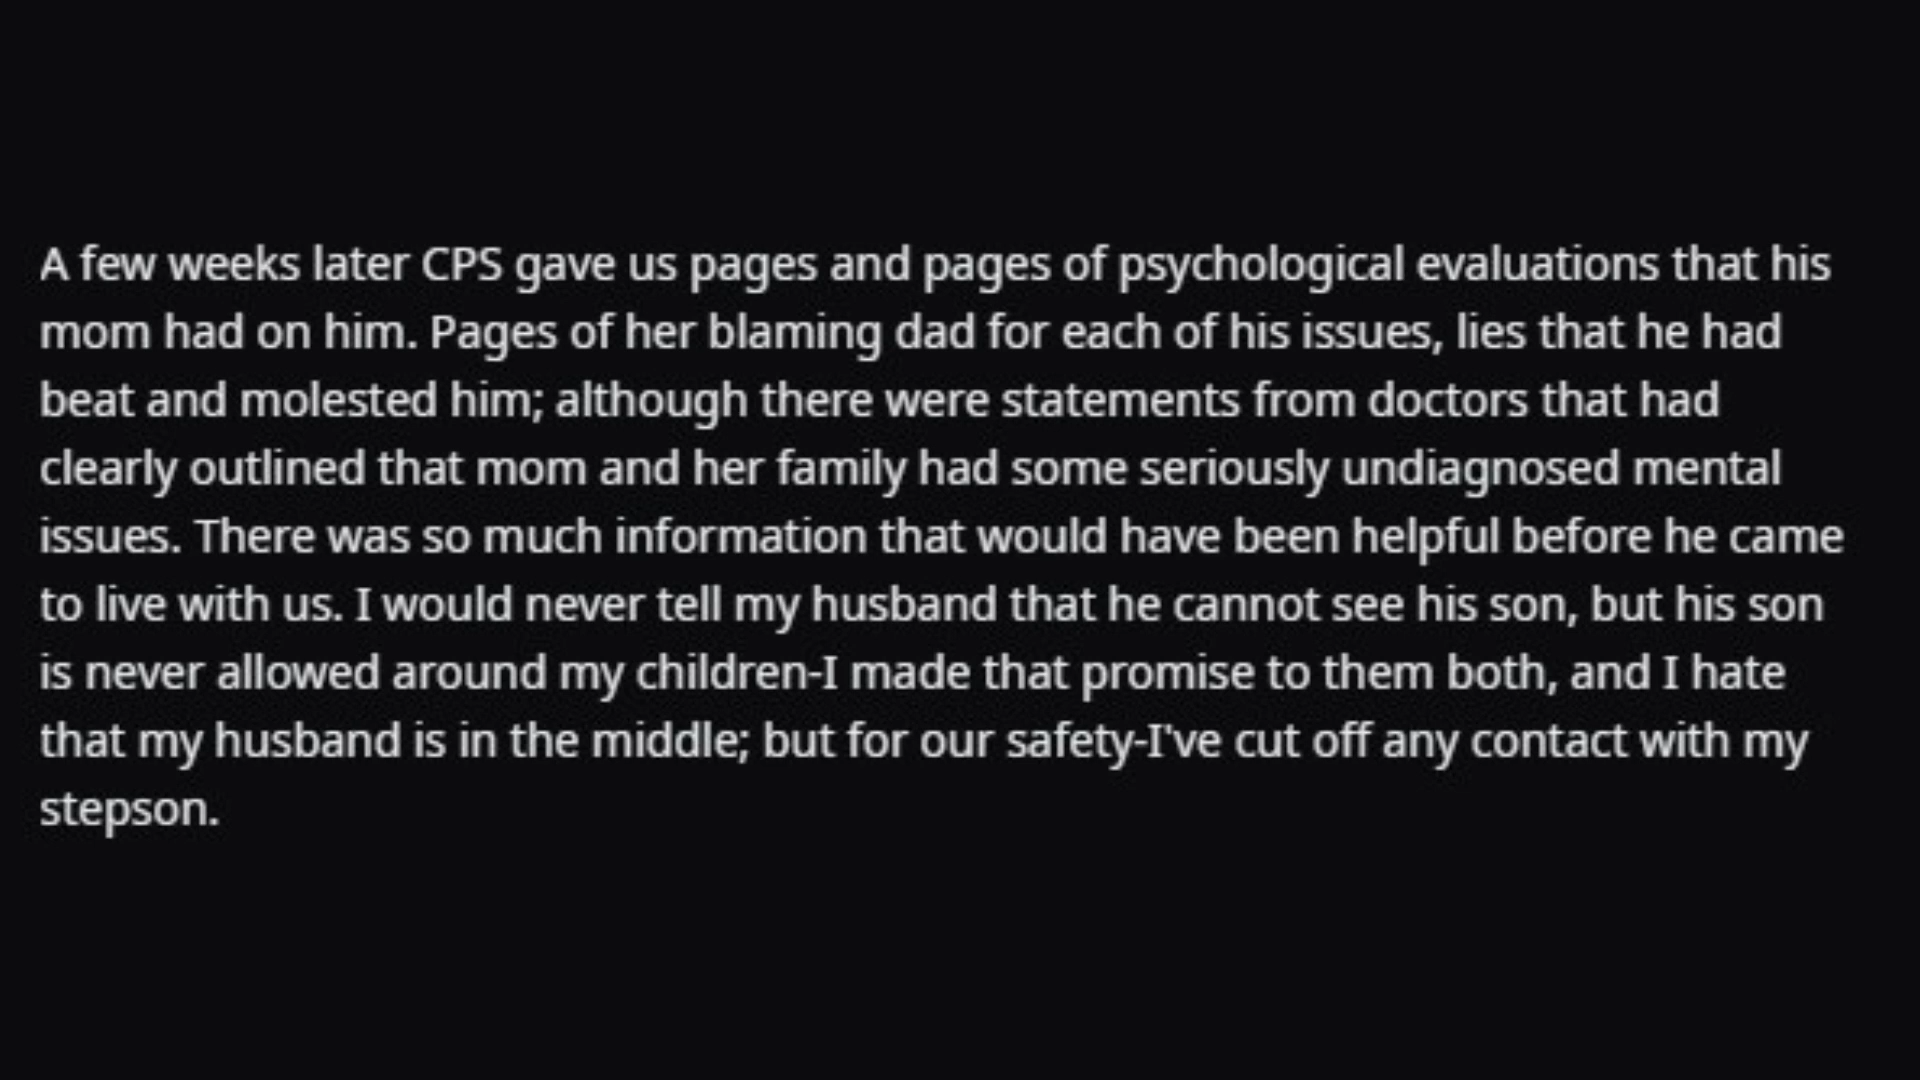 A few weeks later CPS gave us pages and pages of psychological evaluations that his
mom had on him. Pages of her blaming dad for each of his issues, lies that he had
beat and molested him; although there were statements from doctors that had
clearly outlined that mom and her family had some seriously undiagnosed mental
issues. There was so much information that would have been helpful before he came
to live with us. I would never tell my husband that he cannot see his son, but his son
is never allowed around my children-I made that promise to them both, and I hate
that my husband is in the middle; but for our safety-I've cut off any contact with my
stepson.